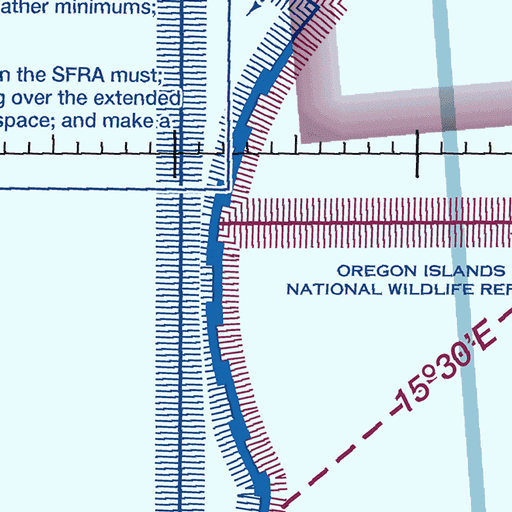 ather minimums;
n the SFRA must;
g over the extended
space; and make a
OREGON ISLANDS
NATIONAL WILDLIFE REF
15°30'E